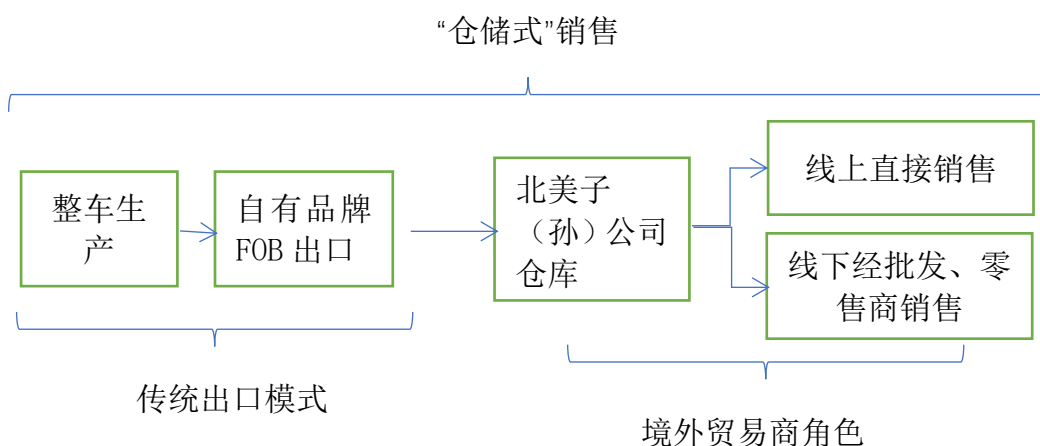 “仓储式”销售
整车生
产
自有品牌
FOB 出口
北美子
（孙）公司
仓库
线上直接销售
线下经批发、零
售商销售
传统出口模式
境外贸易商角色